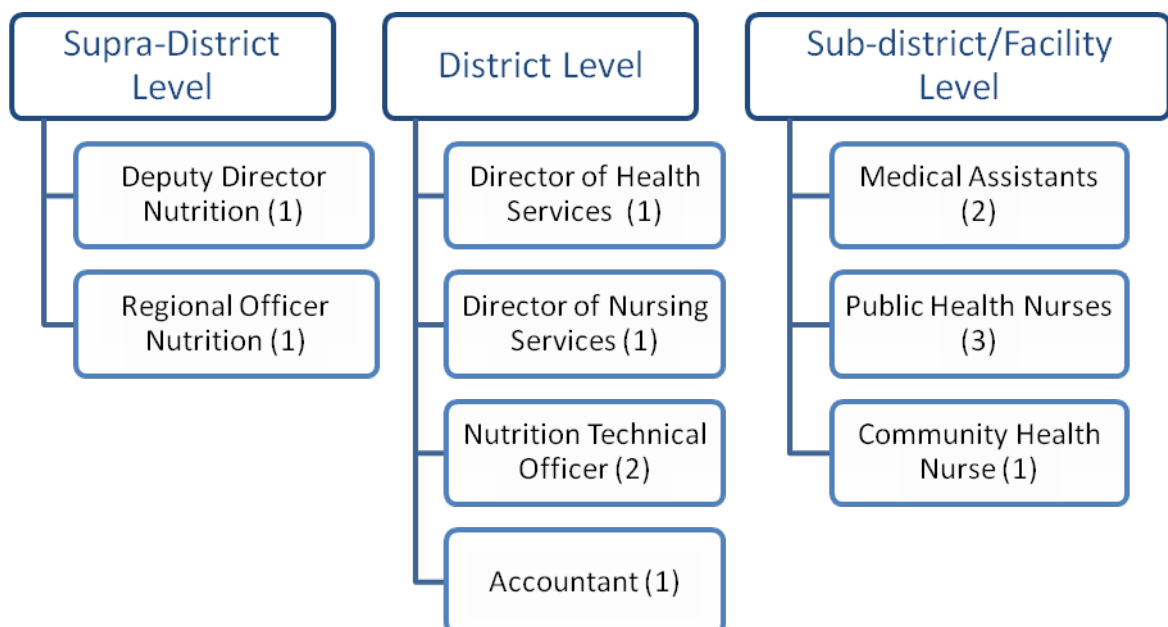 Supra-District
Level
Deputy Director
Nutrition (1)
Regional Officer
Nutrition (1)
District Level
Director of Health
Services (1)
Director of Nursing
Services (1)
Nutrition Technical
Officer (2)
Accountant (1)
Sub-district/Facility
Level
Medical Assistants
(2)
Public Health Nurses
(3)
Community Health
Nurse (1)